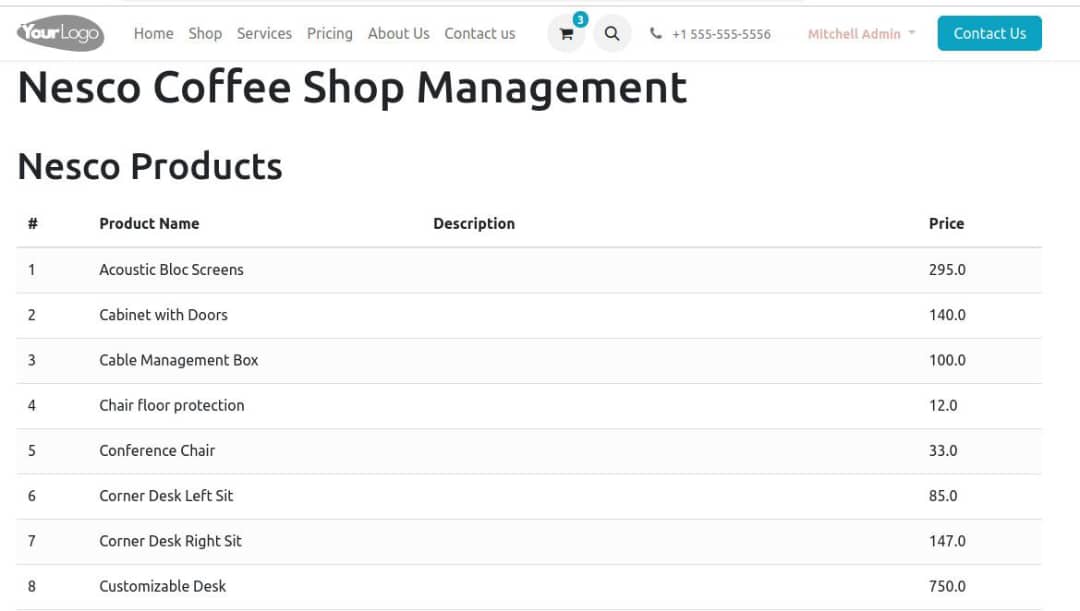 YourLogo Home Shop Services Pricing About Us Contact us 3 +1 555-555-5556 Mitchell Admin Contact Us
Nesco Coffee Shop Management
Nesco Products
# Product Name Description Price
1 Acoustic Bloc Screens 295.0
2 Cabinet with Doors 140.0
3 Cable Management Box 100.0
4 Chair floor protection 12.0
5 Conference Chair 33.0
6 Corner Desk Left Sit 85.0
7 Corner Desk Right Sit 147.0
8 Customizable Desk 750.0